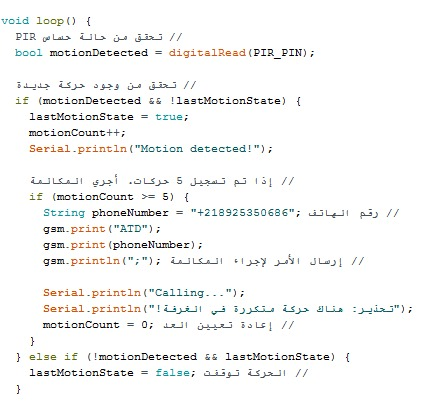 void loop() {
// تحقق من حالة حساس PIR
bool motionDetected = digitalRead(PIR_PIN);
// تحقق من وجود حركة جديدة
if (motionDetected && !lastMotionState) {
lastMotionState = true;
motionCount++;
Serial.println("Motion detected!");
// إذا تم تسجيل 5 حركات، أجري المكالمة
if (motionCount >= 5) {
String phoneNumber = "+218925350686"; // رقم الهاتف
gsm.print("ATD");
gsm.print(phoneNumber);
gsm.println(";"); // إرسال الأمر لإجراء المكالمة
Serial.println("Calling...");
Serial.println("تحذير: هناك حركة متكررة في الغرفة!");
motionCount = 0; // إعادة تعيين العد
}
} else if (!motionDetected && lastMotionState) {
lastMotionState = false; // الحركة توقفت
}